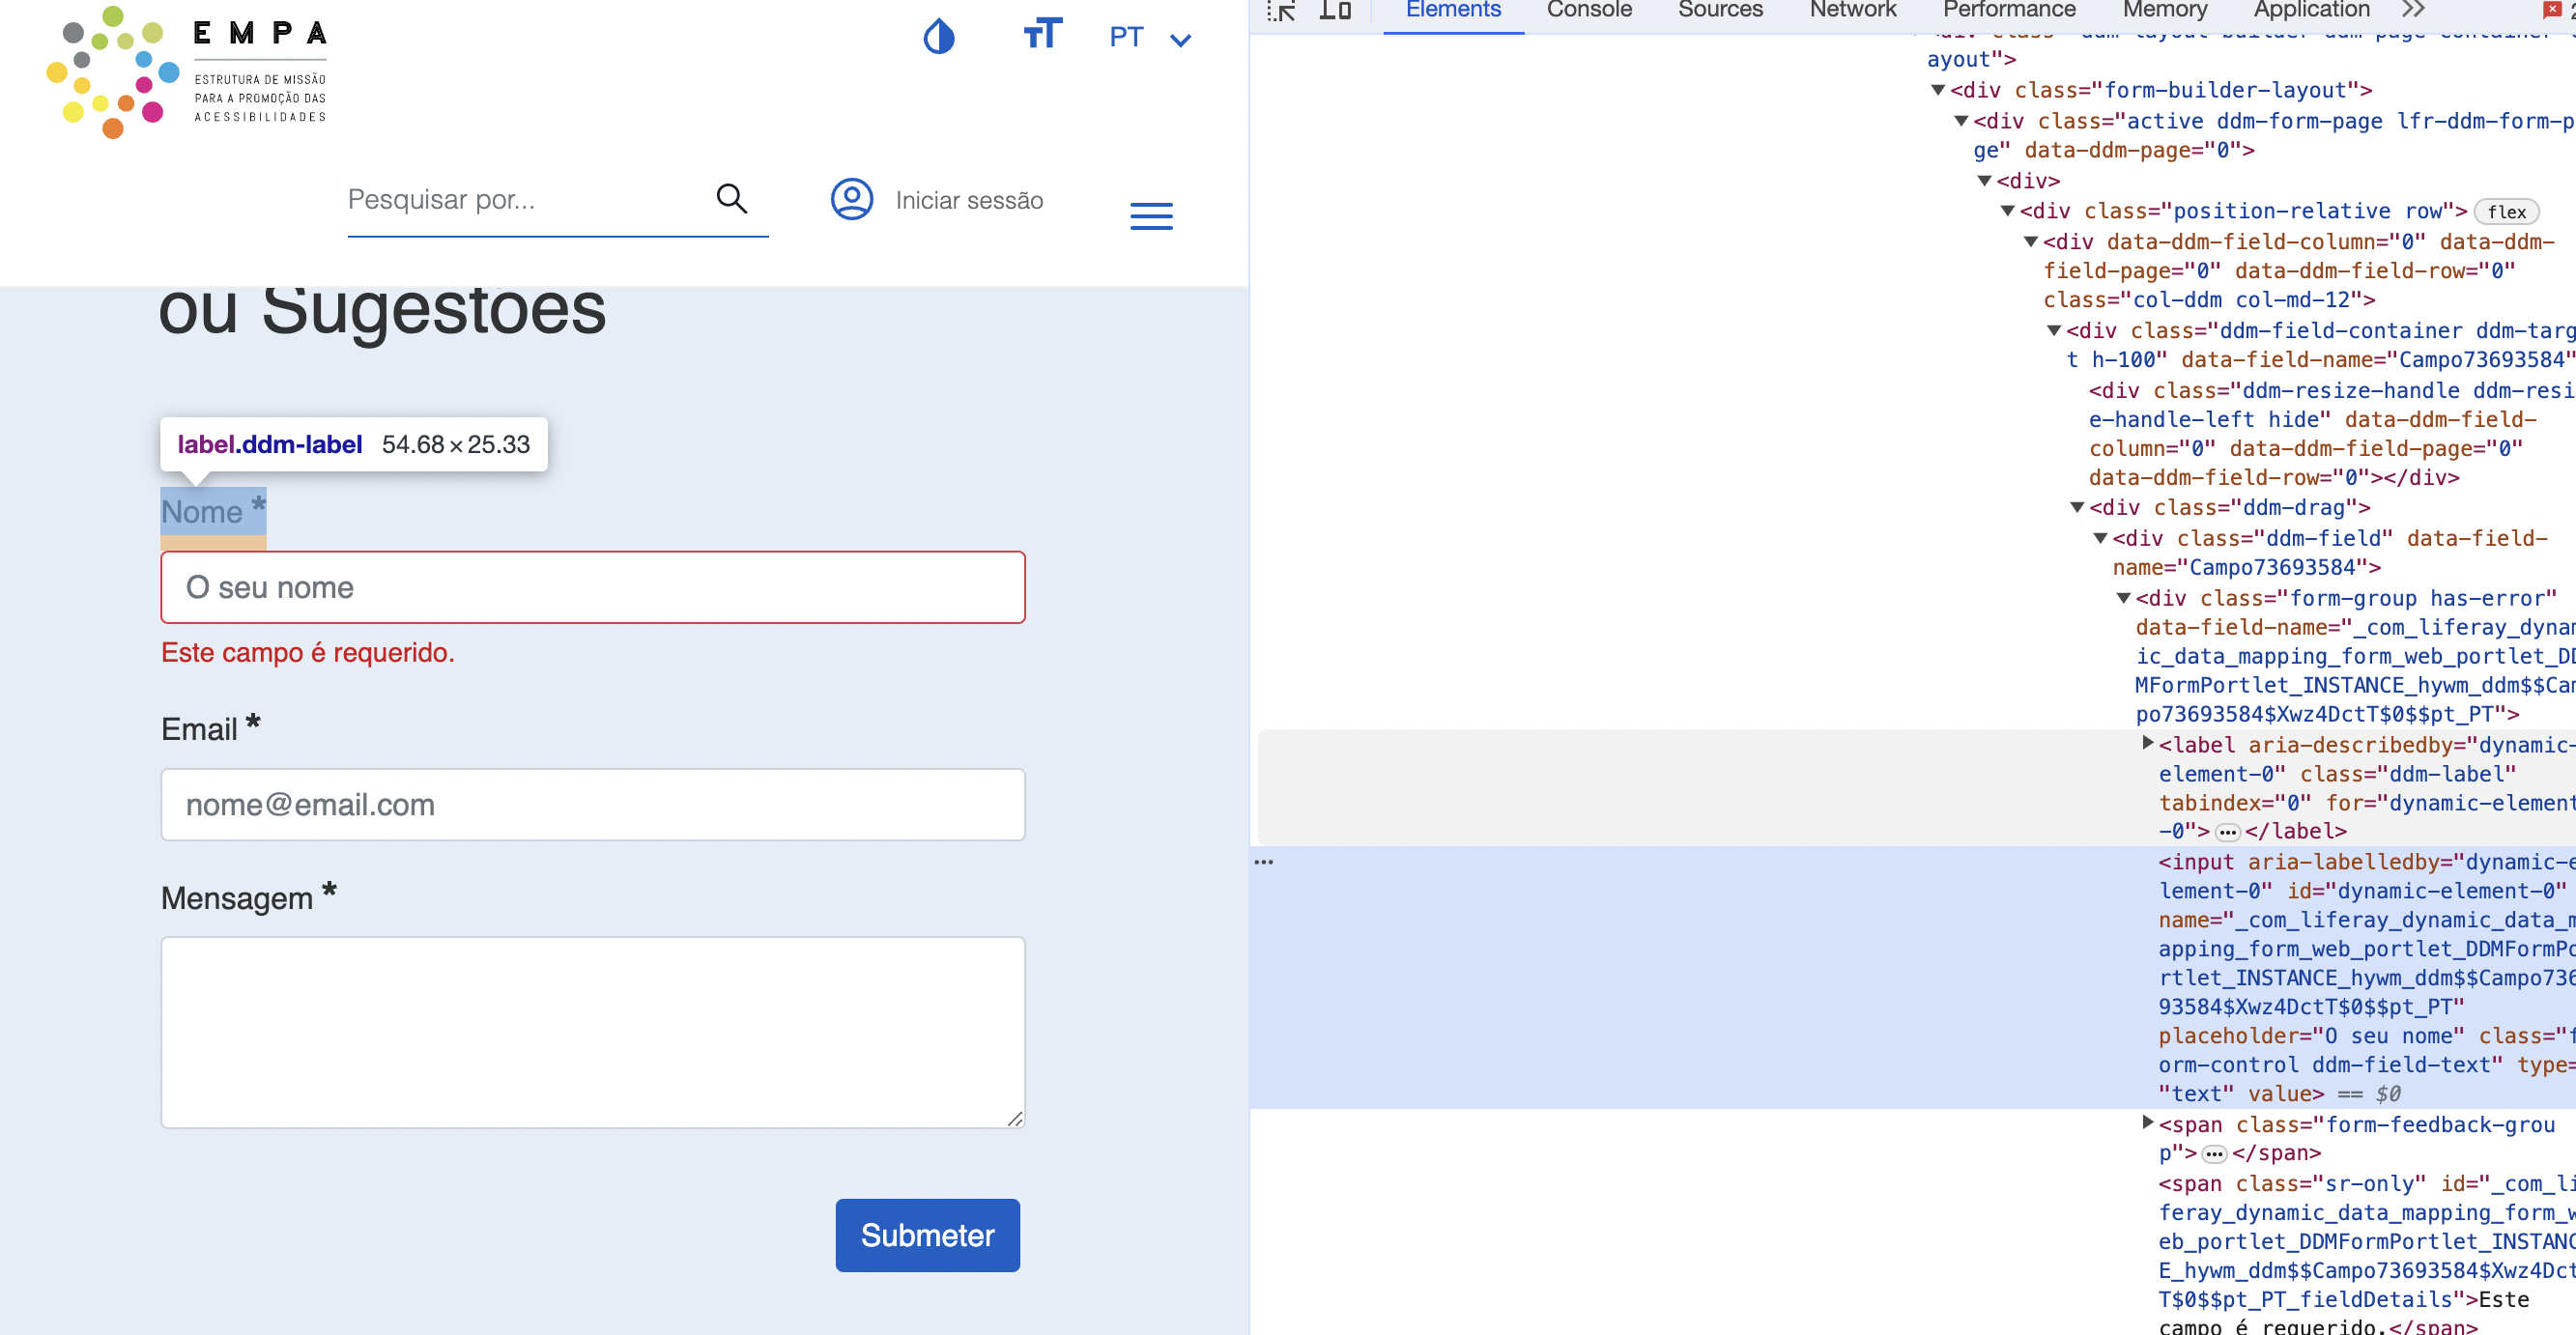 EMPA
ESTRUTURA DE MISSÃO
PARA A PROMOÇÃO DAS
ACESSIBILIDADES
PT
Pesquisar por...
Iniciar sessão
ou Sugestões
label.ddm-label 54.68×25.33
Nome *
O seu nome
Este campo é requerido.
Email *
nome@email.com
Mensagem *
Submeter
Elements Console Sources Network Performance Memory Application
ayout">
<div class="form-builder-layout">
<div class="active ddm-form-page lfr-ddm-form-p
ge" data-ddm-page="0">
<div>
<div class="position-relative row"> flex
<div data-ddm-field-column="0" data-ddm-
field-page="0" data-ddm-field-row="0"
class="col-ddm col-md-12">
<div class="ddm-field-container ddm-targ
t h-100" data-field-name="Campo73693584"
<div class="ddm-resize-handle ddm-resi
e-handle-left hide" data-ddm-field-
column="0" data-ddm-field-page="0"
data-ddm-field-row="0"></div>
<div class="ddm-drag">
<div class="ddm-field" data-field-
name="Campo73693584">
<div class="form-group has-error"
data-field-name="_com_liferay_dynam
ic_data_mapping_form_web_portlet_DD
MFormPortlet_INSTANCE_hywm_ddm$$Cam
po73693584$Xwz4DctT$0$$pt_PT">
<label aria-describedby="dynamic-
element-0" class="ddm-label"
tabindex="0" for="dynamic-element
-0">…</label>
<input aria-labelledby="dynamic-e
lement-0" id="dynamic-element-0"
name="_com_liferay_dynamic_data_m
apping_form_web_portlet_DDMFormPo
rtlet_INSTANCE_hywm_ddm$$Campo736
93584$Xwz4DctT$0$$pt_PT"
placeholder="O seu nome" class="f
orm-control ddm-field-text" type=
"text" value> == $0
<span class="form-feedback-grou
p">…</span>
<span class="sr-only" id="_com_li
feray_dynamic_data_mapping_form_w
eb_portlet_DDMFormPortlet_INSTANC
E_hywm_ddm$$Campo73693584$Xwz4Dct
T$0$$pt_PT_fieldDetails">Este
campo é requerido.</span>